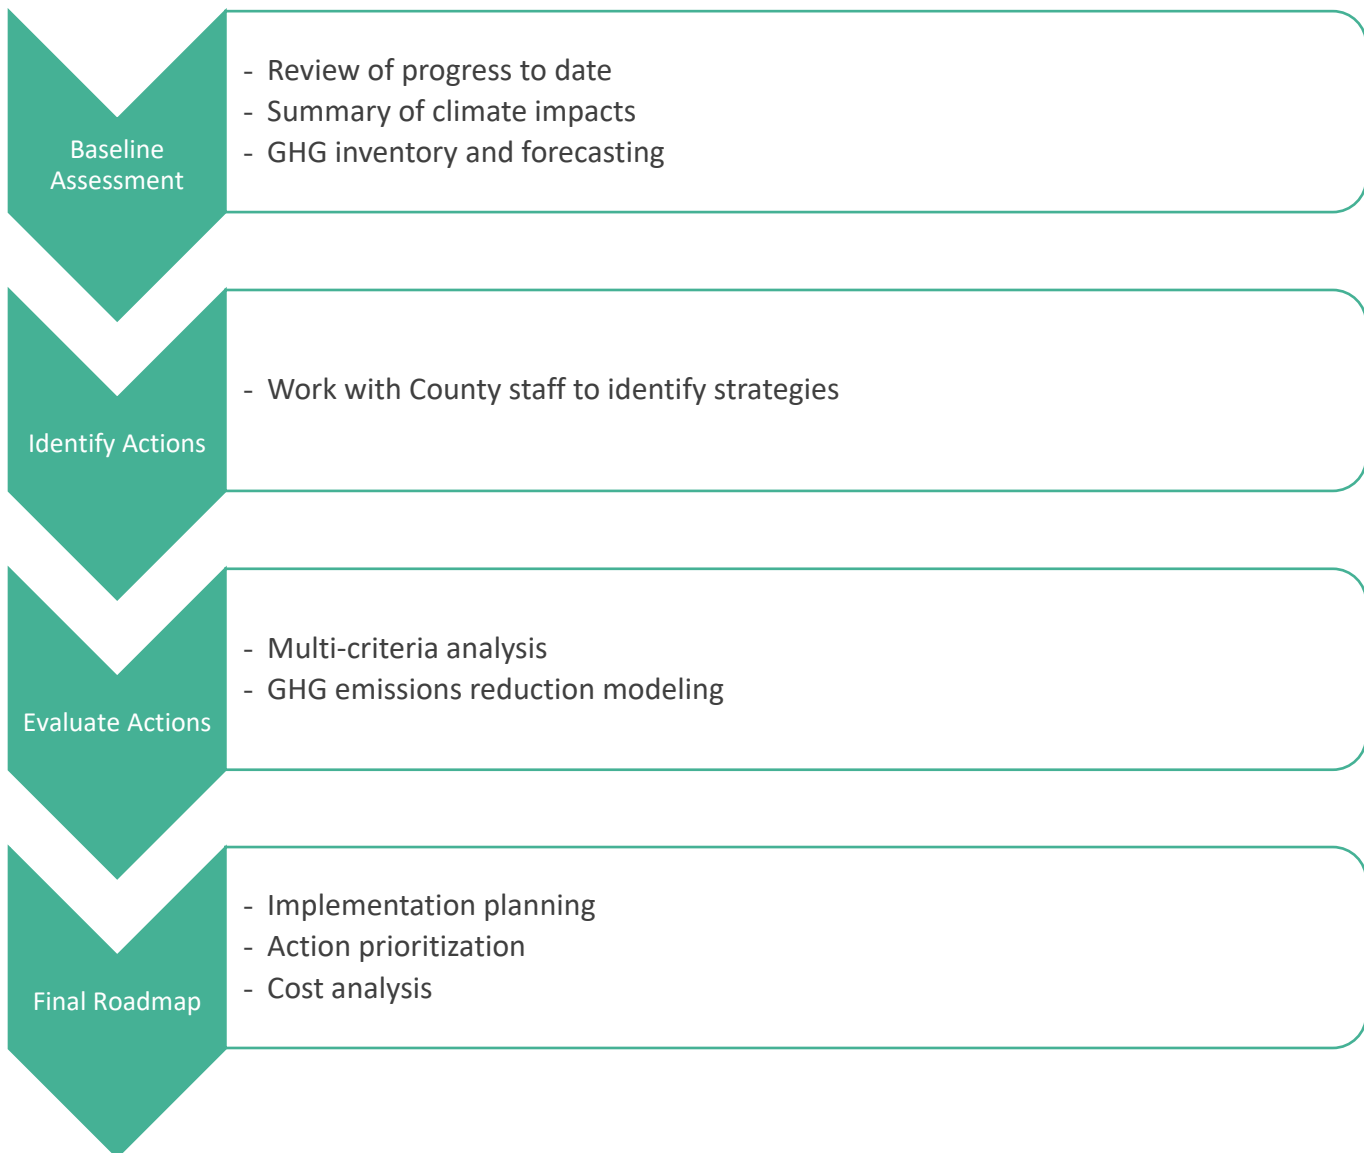 Baseline
Assessment
- Review of progress to date
- Summary of climate impacts
- GHG inventory and forecasting
Identify Actions
- Work with County staff to identify strategies
Evaluate Actions
- Multi-criteria analysis
- GHG emissions reduction modeling
Final Roadmap
- Implementation planning
- Action prioritization
- Cost analysis